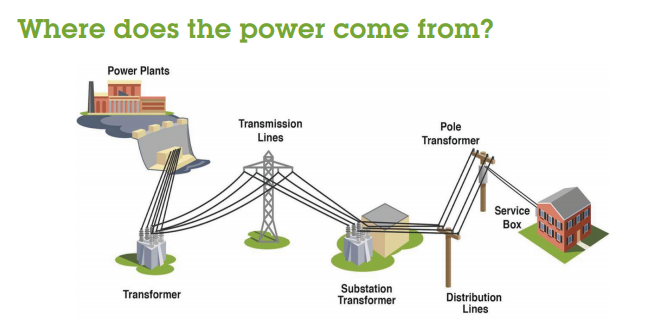 Where does the power come from?
Power Plants
Transmission
Lines
Pole
Transformer
Service
Box
Transformer
Substation
Transformer
Distribution
Lines